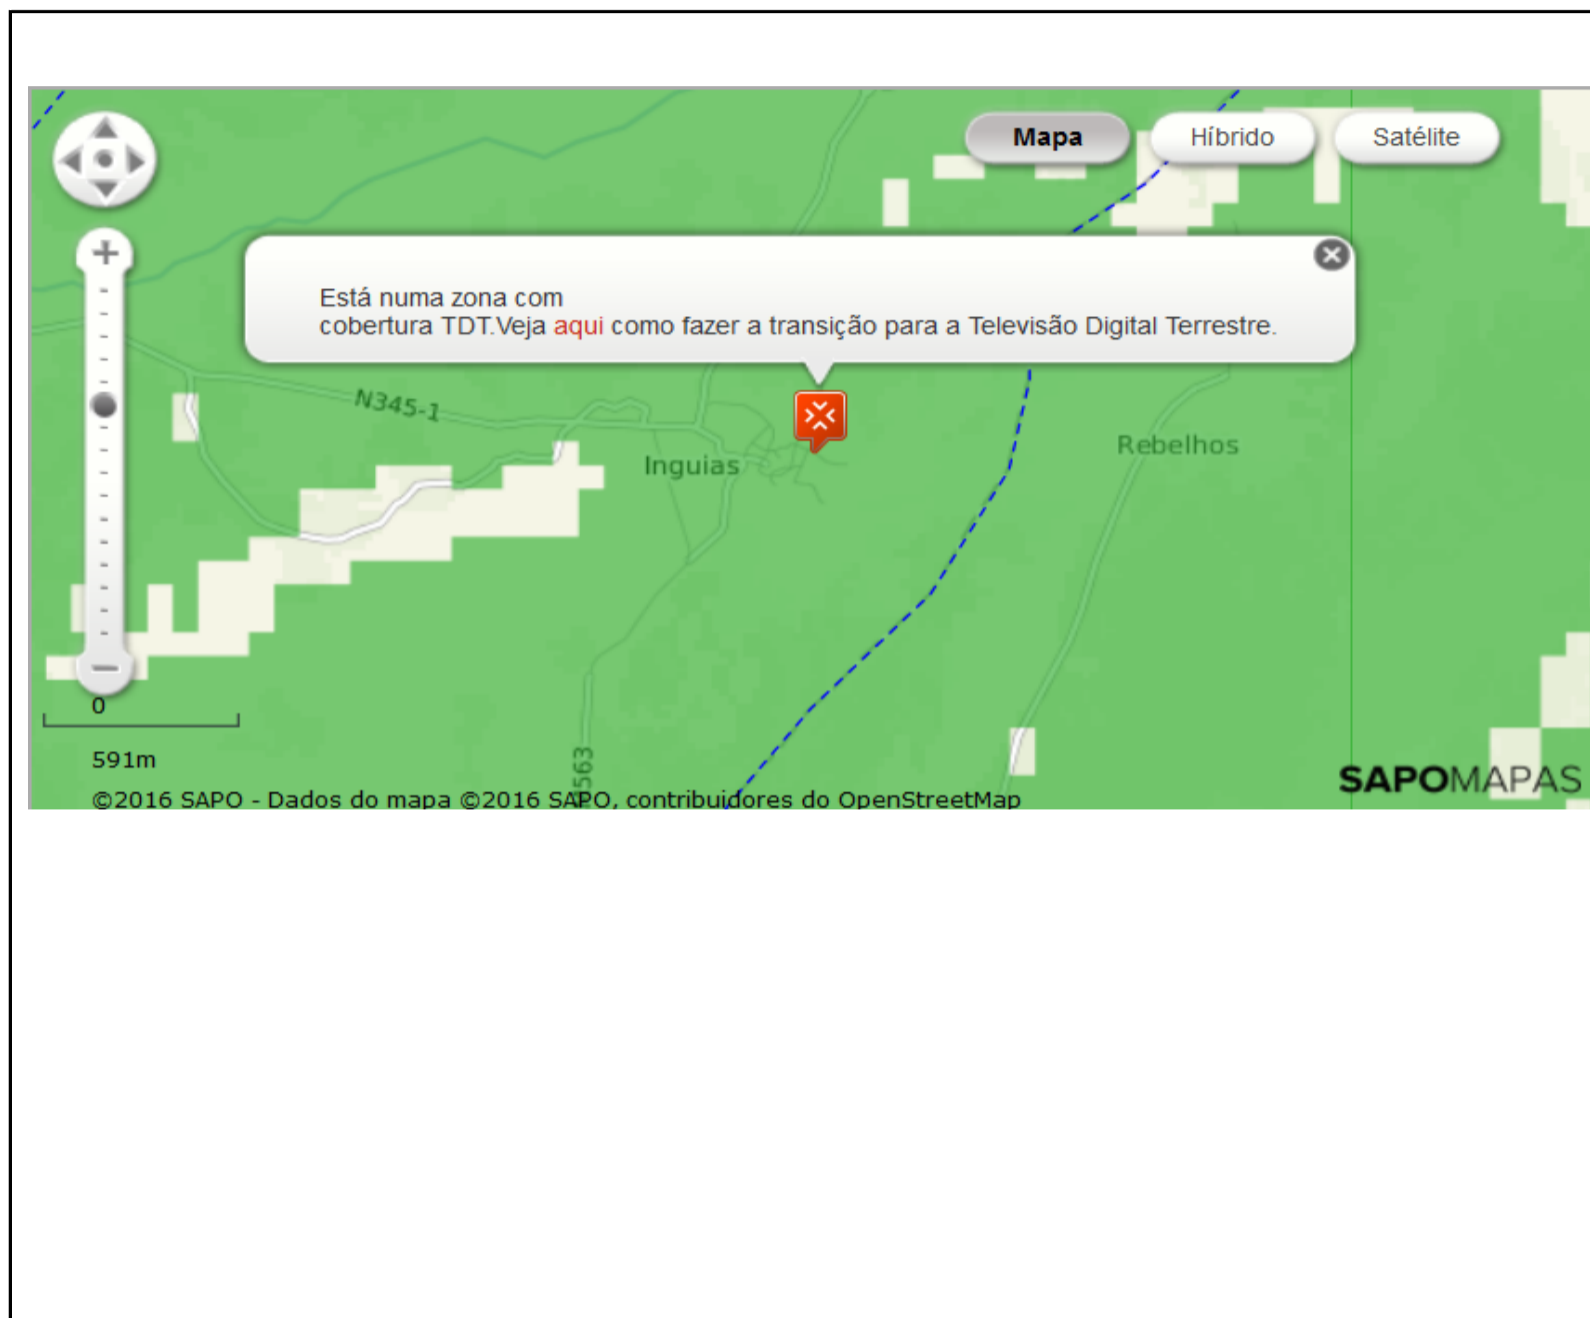 Mapa
Híbrido
Satélite
Está numa zona com
cobertura TDT.Veja aqui como fazer a transição para a Televisão Digital Terrestre.
N345-1
Inguias
Rebelhos
0
591m
563
SAPOMAPAS
©2016 SAPO - Dados do mapa ©2016 SAPO, contribuidores do OpenStreetMap